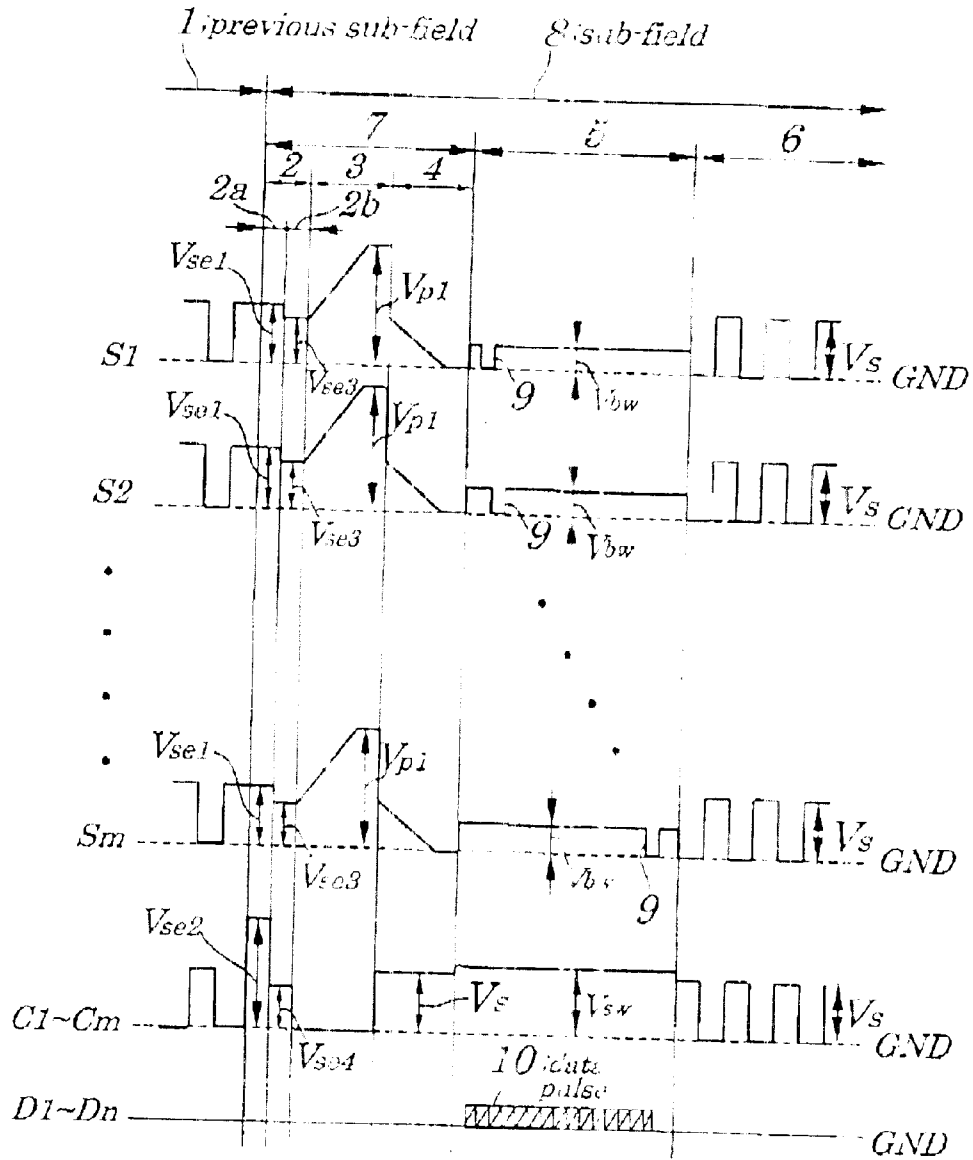 1:previous sub-field 8:sub-field
7 5 6
2 3 4
2a 2b
Vse1 Vp1
S1 Vse3 9 Vbw Vs GND
Vse1 Vp1
S2 Vse3 9 Vbw Vs GND
Vse1 Vp1
Sm Vse3 Vbw 9 Vs GND
Vse2
C1~Cm Vse4 Vs Vsw Vs GND
10:data
pulse
D1~Dn GND